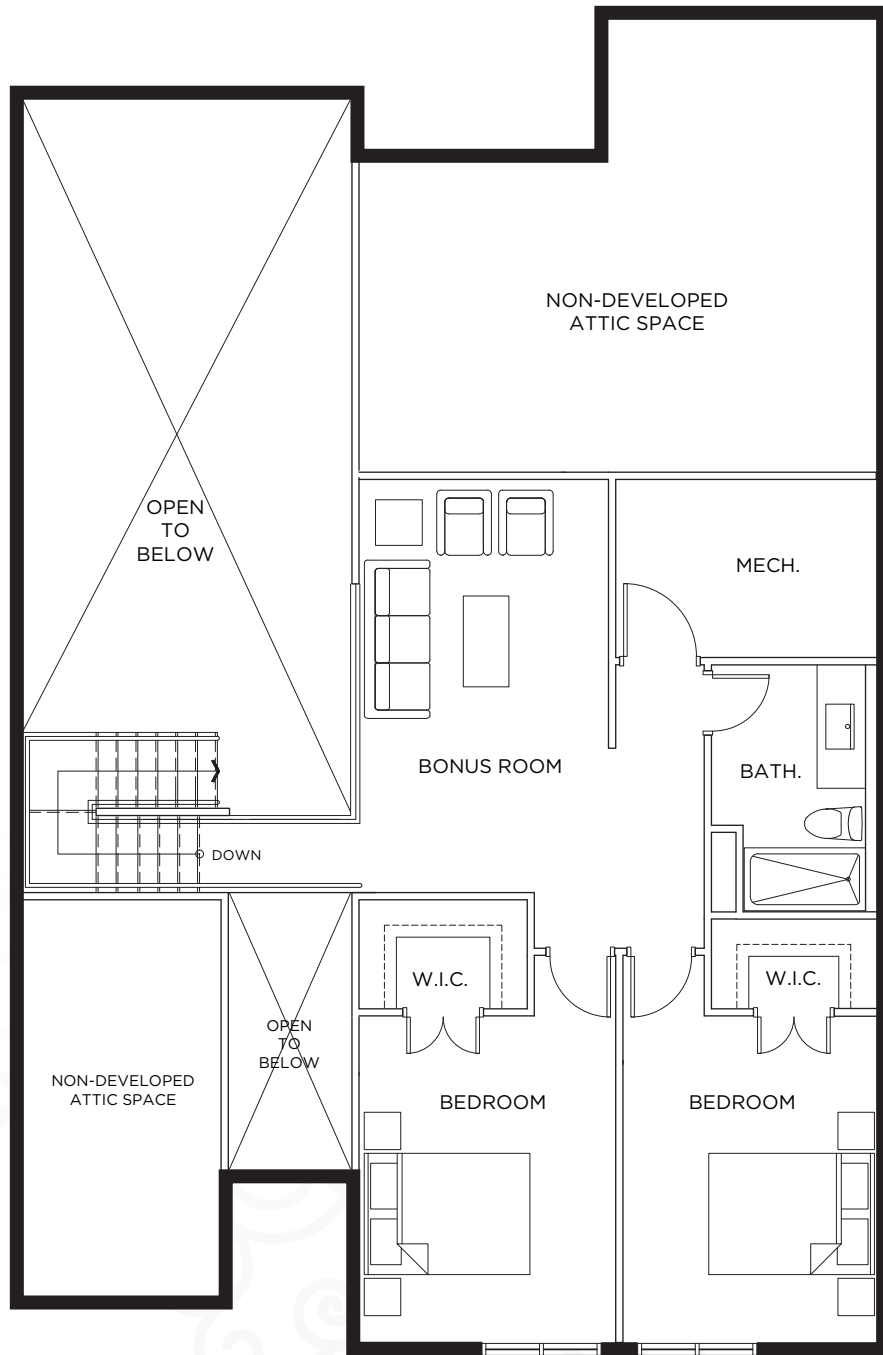 NON-DEVELOPED
ATTIC SPACE
OPEN
TO
BELOW
MECH.
BONUS ROOM
BATH.
DOWN
W.I.C.
W.I.C.
OPEN
TO
BELOW
NON-DEVELOPED
ATTIC SPACE
BEDROOM
BEDROOM